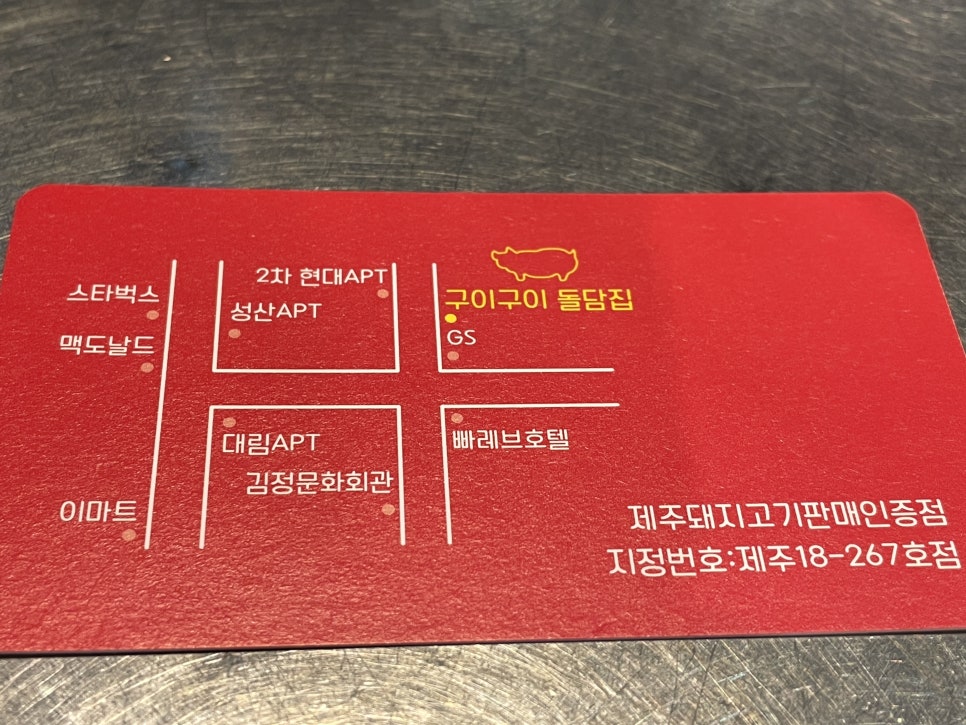 스타벅스
맥도날드
이마트
2차 현대APT
성산APT
대림APT
김정문화회관
구이구이 돌담집
GS
빠레브호텔
제주돼지고기판매인증점
지정번호:제주18-267호점